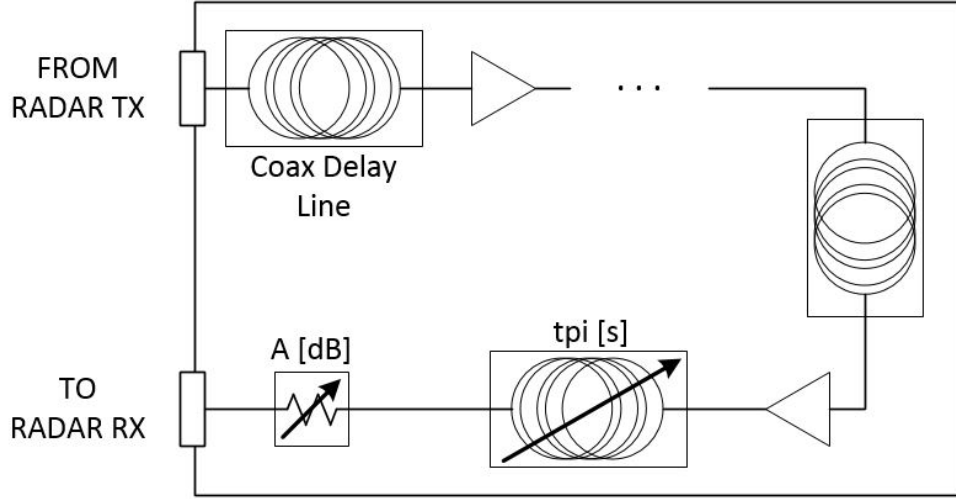 FROM
RADAR TX
Coax Delay
Line
. . .
tpi [s]
A [dB]
TO
RADAR RX